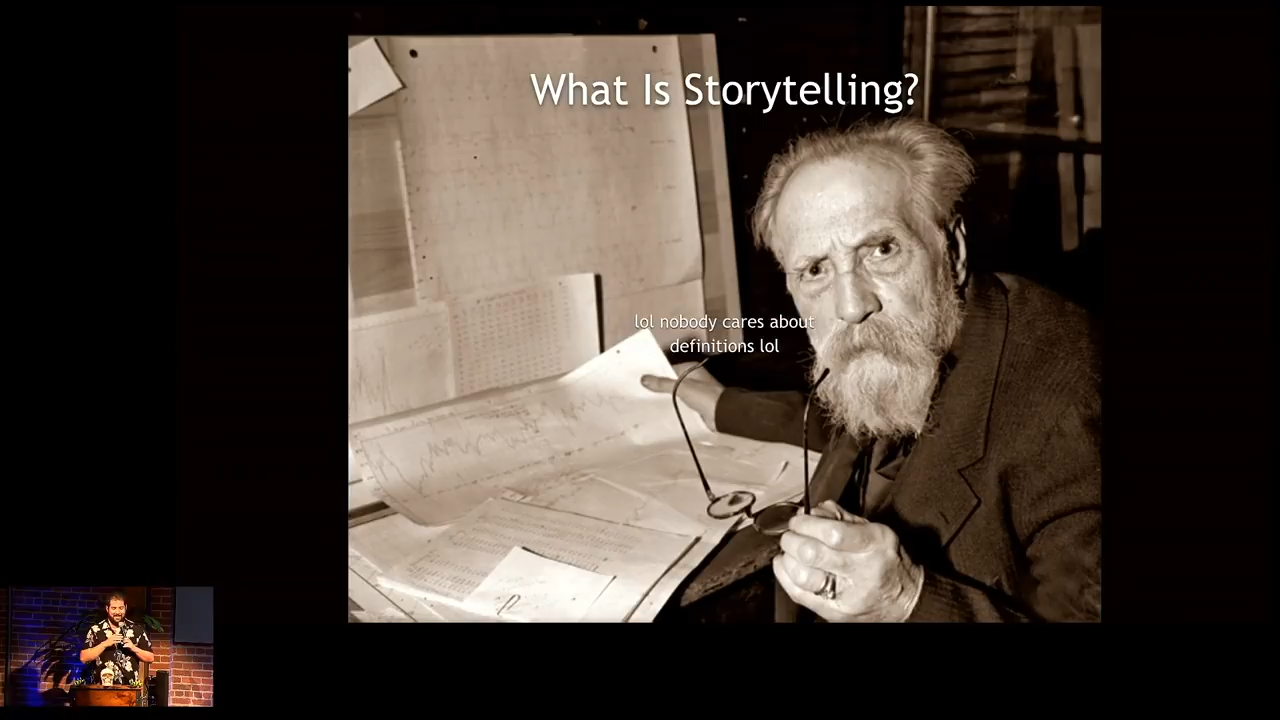 What Is Storytelling?
lol nobody cares about
definitions lol